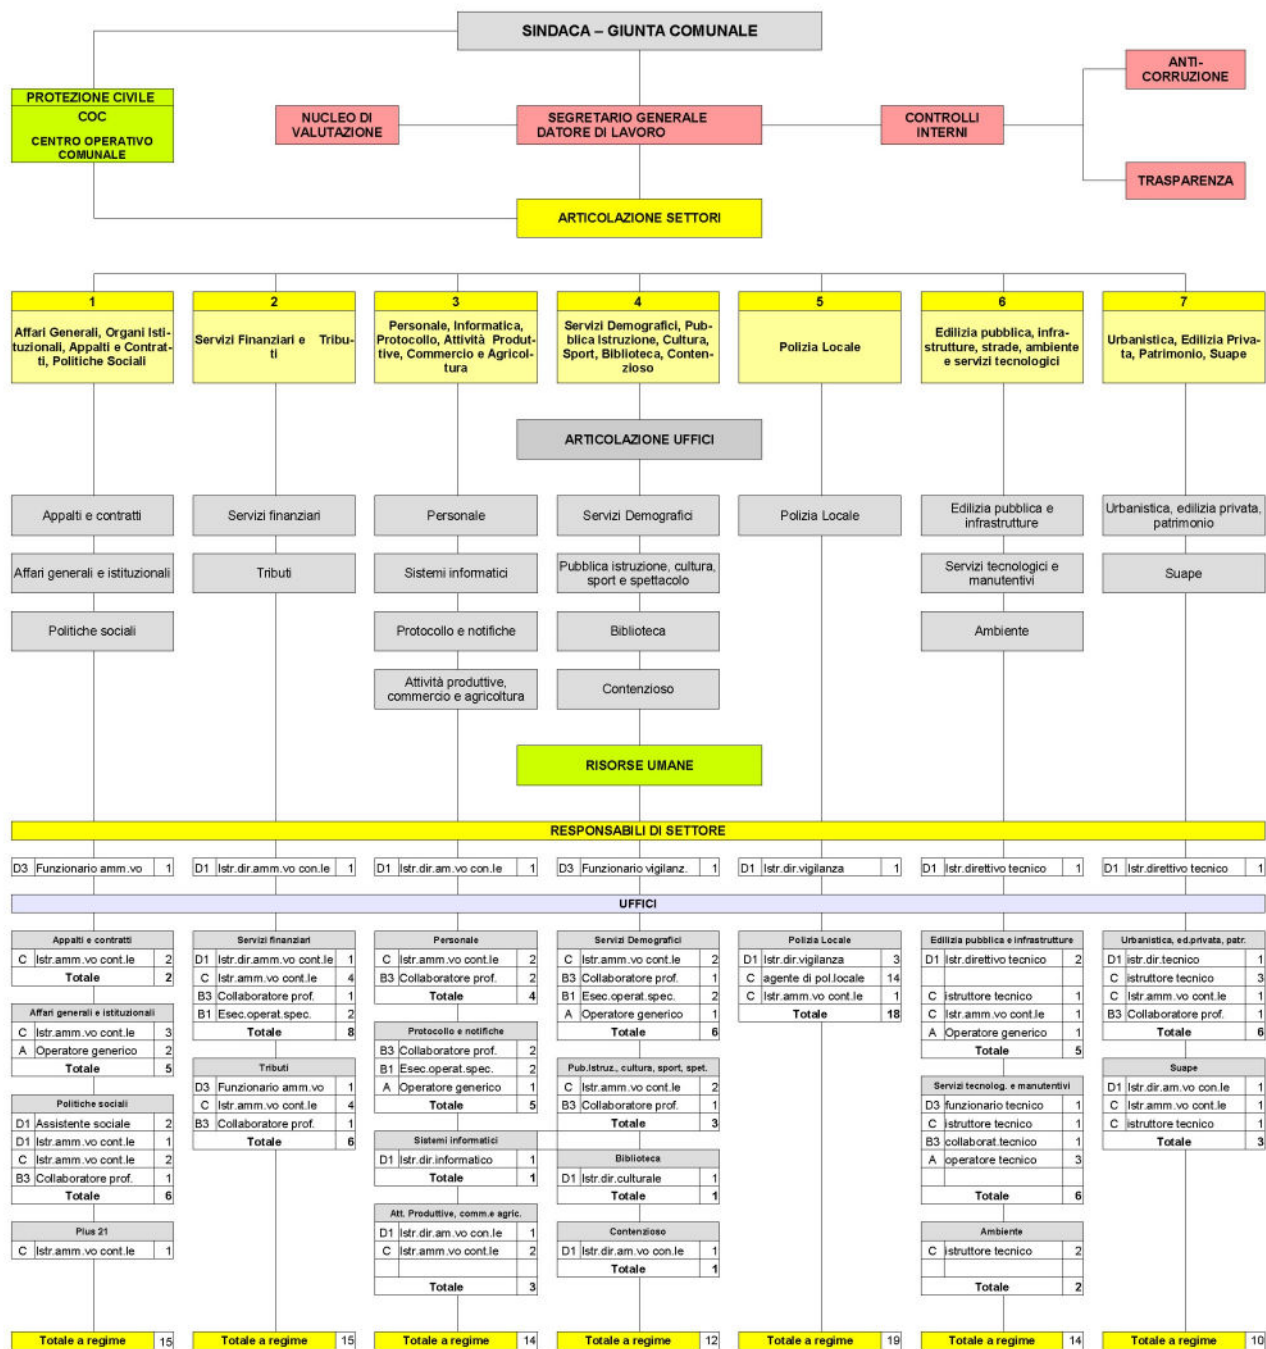 SINDACA – GIUNTA COMUNALE
ANTI-
CORRUZIONE
PROTEZIONE CIVILE
COC
CENTRO OPERATIVO
COMUNALE
NUCLEO DI
VALUTAZIONE
SEGRETARIO GENERALE
DATORE DI LAVORO
CONTROLLI
INTERNI
TRASPARENZA
ARTICOLAZIONE SETTORI
1
Affari Generali, Organi Isti-
tuzionali, Appalti e Contrat-
ti, Politiche Sociali
2
Servizi Finanziari e Tribu-
ti
3
Personale, Informatica,
Protocollo, Attività Produt-
tive, Commercio e Agricol-
tura
4
Servizi Demografici, Pub-
blica Istruzione, Cultura,
Sport, Biblioteca, Conten-
zioso
5
Polizia Locale
6
Edilizia pubblica, infra-
strutture, strade, ambiente
e servizi tecnologici
7
Urbanistica, Edilizia Priva-
ta, Patrimonio, Suape
ARTICOLAZIONE UFFICI
Appalti e contratti
Affari generali e istituzionali
Politiche sociali
Servizi finanziari
Tributi
Personale
Sistemi informatici
Protocollo e notifiche
Attività produttive,
commercio e agricoltura
Servizi Demografici
Pubblica istruzione, cultura,
sport e spettacolo
Biblioteca
Contenzioso
Polizia Locale
Edilizia pubblica e
infrastrutture
Servizi tecnologici e
manutentivi
Ambiente
Urbanistica, edilizia privata,
patrimonio
Suape
RISORSE UMANE
RESPONSABILI DI SETTORE
D3 Funzionario amm.vo 1
D1 Istr.dir.amm.vo con.le 1
D1 Istr.dir.am.vo con.le 1
D3 Funzionario vigilanz. 1
D1 Istr.dir.vigilanza 1
D1 Istr.direttivo tecnico 1
D1 Istr.direttivo tecnico 1
UFFICI
Appalti e contratti
C Istr.amm.vo cont.le 2
Totale 2
Affari generali e istituzionali
C Istr.amm.vo cont.le 3
A Operatore generico 2
Totale 5
Politiche sociali
D1 Assistente sociale 2
D1 Istr.amm.vo cont.le 1
C Istr.amm.vo cont.le 2
B3 Collaboratore prof. 1
Totale 6
Plus 21
C Istr.amm.vo cont.le 1
Totale a regime 15
Servizi finanziari
D1 Istr.dir.amm.vo cont.le 1
C Istr.amm.vo cont.le 4
B3 Collaboratore prof. 1
B1 Esec.operat.spec. 2
Totale 8
Tributi
D3 Funzionario amm.vo 1
C Istr.amm.vo cont.le 4
B3 Collaboratore prof. 1
Totale 6
Totale a regime 15
Personale
C Istr.amm.vo cont.le 2
B3 Collaboratore prof. 2
Totale 4
Protocollo e notifiche
B3 Collaboratore prof. 2
B1 Esec.operat.spec. 2
A Operatore generico 1
Totale 5
Sistemi informatici
D1 Istr.dir.informatico 1
Totale 1
Att. Produttive, comm.e agric.
D1 Istr.dir.am.vo con.le 1
C Istr.amm.vo cont.le 2
Totale 3
Totale a regime 14
Servizi Demografici
C Istr.amm.vo cont.le 2
B3 Collaboratore prof. 1
B1 Esec.operat.spec. 2
A Operatore generico 1
Totale 6
Pub.Istruz., cultura, sport, spet.
C Istr.amm.vo cont.le 2
B3 Collaboratore prof. 1
Totale 3
Biblioteca
D1 Istr.dir.culturale 1
Totale 1
Contenzioso
D1 Istr.dir.am.vo con.le 1
Totale 1
Totale a regime 12
Polizia Locale
D1 Istr.dir.vigilanza 3
C agente di pol.locale 14
C Istr.amm.vo cont.le 1
Totale 18
Totale a regime 19
Edilizia pubblica e infrastrutture
D1 Istr.direttivo tecnico 2
C istruttore tecnico 1
C Istr.amm.vo cont.le 1
A Operatore generico 1
Totale 5
Servizi tecnolog. e manutentivi
D3 funzionario tecnico 1
C istruttore tecnico 1
B3 collaborat.tecnico 1
A operatore tecnico 3
Totale 6
Ambiente
C istruttore tecnico 2
Totale 2
Totale a regime 14
Urbanistica, ed.privata, patr.
D1 istr.dir.tecnico 1
C istruttore tecnico 3
C Istr.amm.vo cont.le 1
B3 Collaboratore prof. 1
Totale 6
Suape
D1 Istr.dir.am.vo con.le 1
C Istr.amm.vo cont.le 1
C istruttore tecnico 1
Totale 3
Totale a regime 10